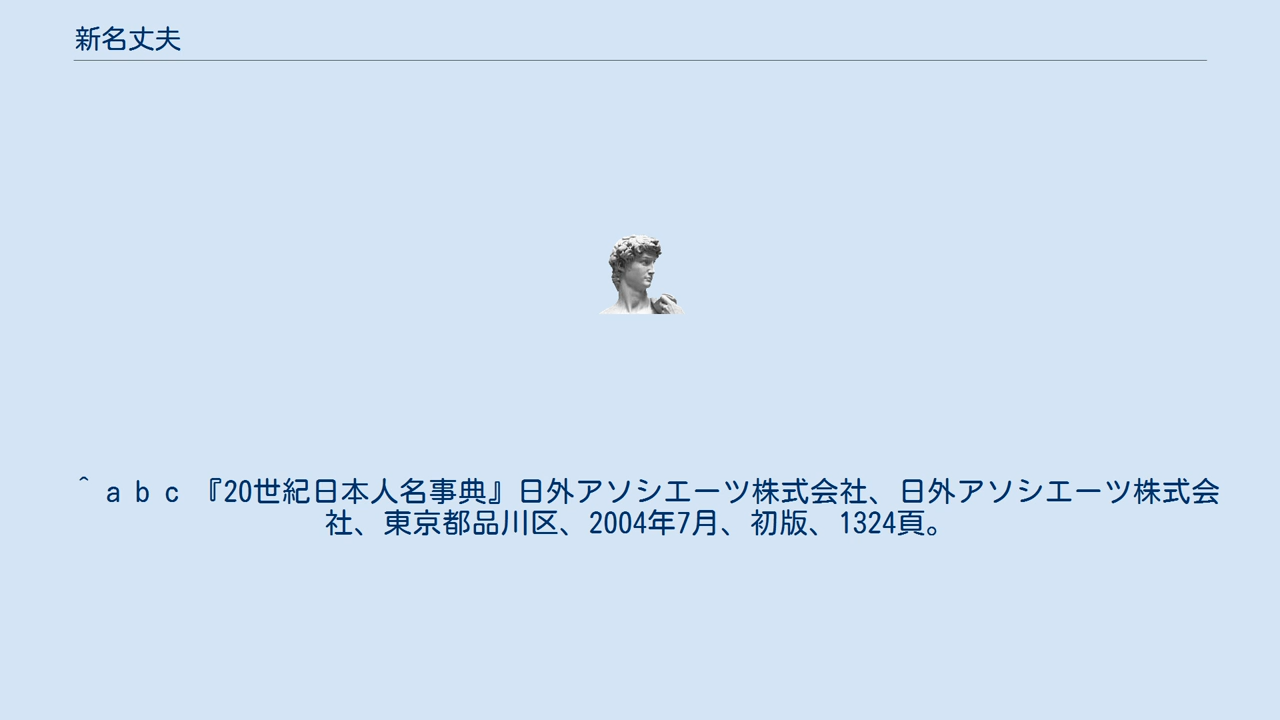 新名丈夫
^ a b c 『20世紀日本人名事典』日外アソシエーツ株式会社、日外アソシエーツ株式会
社、東京都品川区、2004年7月、初版、1324頁。